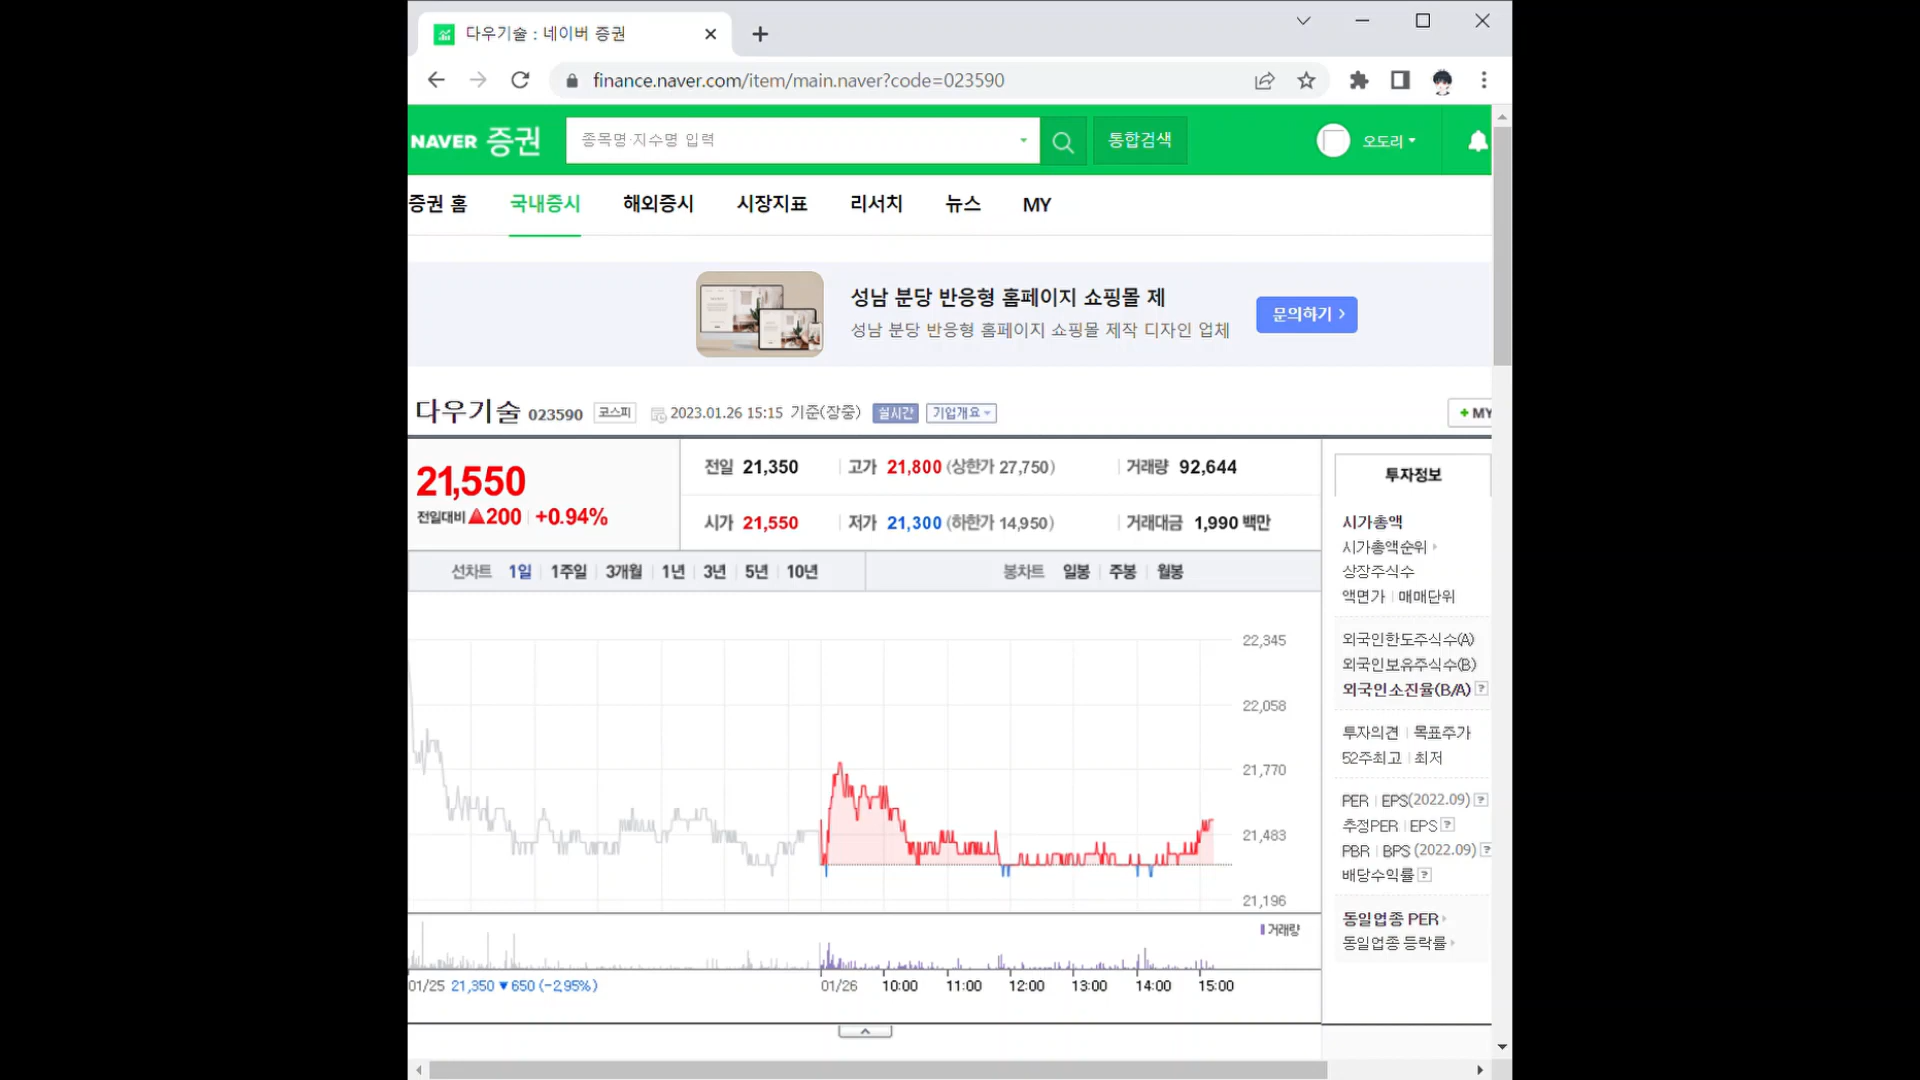 다우기술 : 네이버 증권
finance.naver.com/item/main.naver?code=023590
NAVER 증권 종목명·지수명 입력 통합검색 오도리
증권 홈 국내증시 해외증시 시장지표 리서치 뉴스 MY
성남 분당 반응형 홈페이지 쇼핑몰 제
성남 분당 반응형 홈페이지 쇼핑몰 제작 디자인 업체
문의하기
다우기술 023590 코스피 2023.01.26 15:15 기준(장중) 실시간 기업개요 + MY
21,550
전일대비 ▲200 +0.94%
전일 21,350 고가 21,800 (상한가 27,750) 거래량 92,644
시가 21,550 저가 21,300 (하한가 14,950) 거래대금 1,990 백만
선차트 1일 1주일 3개월 1년 3년 5년 10년 봉차트 일봉 주봉 월봉
22,345
22,058
21,770
21,483
21,196
거래량
01/25 21,350 ▼650 (-2,95%) 01/26 10:00 11:00 12:00 13:00 14:00 15:00
투자정보
시가총액
시가총액순위
상장주식수
액면가 | 매매단위
외국인한도주식수(A)
외국인보유주식수(B)
외국인소진율(B/A) ?
투자의견 | 목표주가
52주최고 | 최저
PER | EPS(2022.09) ?
추정PER | EPS ?
PBR | BPS (2022.09) ?
배당수익률 ?
동일업종 PER
동일업종 등락률